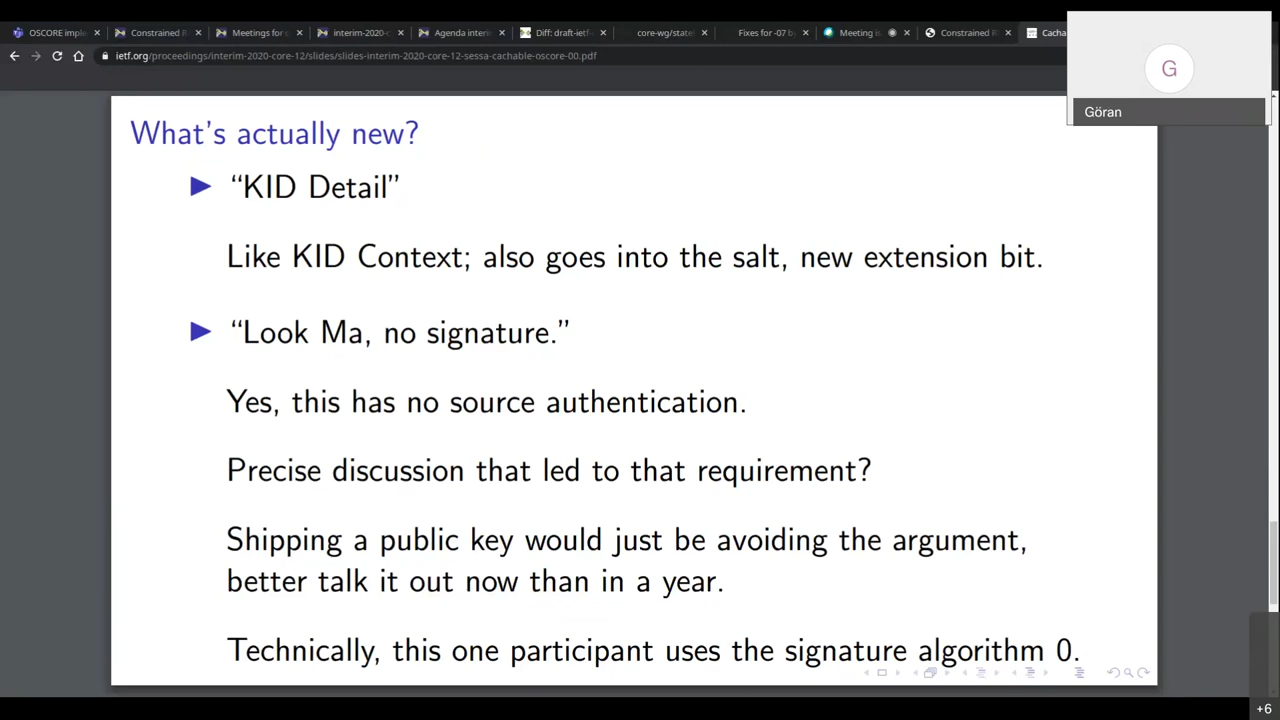 OSCORE imple
Constrained R
Meetings for c
interim-2020-c
Agenda interi
Diff: draft-ietf-
core-wg/state
Fixes for -07 b
Meeting is
Constrained R
Cacha
ietf.org/proceedings/interim-2020-core-12/slides/slides-interim-2020-core-12-sessa-cachable-oscore-00.pdf
G
Göran
What's actually new?
“KID Detail”
Like KID Context; also goes into the salt, new extension bit.
“Look Ma, no signature.”
Yes, this has no source authentication.
Precise discussion that led to that requirement?
Shipping a public key would just be avoiding the argument,
better talk it out now than in a year.
Technically, this one participant uses the signature algorithm 0.
+6